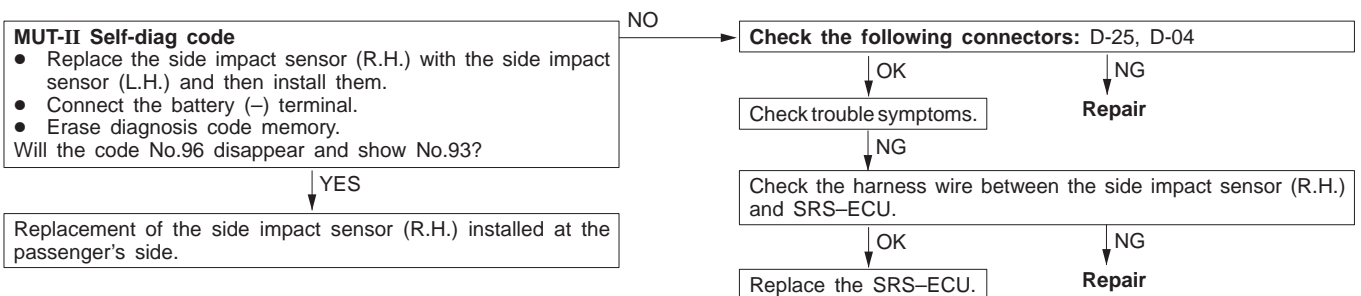 MUT-II Self-diag code
● Replace the side impact sensor (R.H.) with the side impact
sensor (L.H.) and then install them.
● Connect the battery (–) terminal.
● Erase diagnosis code memory.
Will the code No.96 disappear and show No.93?
YES
Replacement of the side impact sensor (R.H.) installed at the
passenger's side.
NO
Check the following connectors: D-25, D-04
OK
NG
Check trouble symptoms.
Repair
NG
Check the harness wire between the side impact sensor (R.H.)
and SRS–ECU.
OK
NG
Replace the SRS–ECU.
Repair